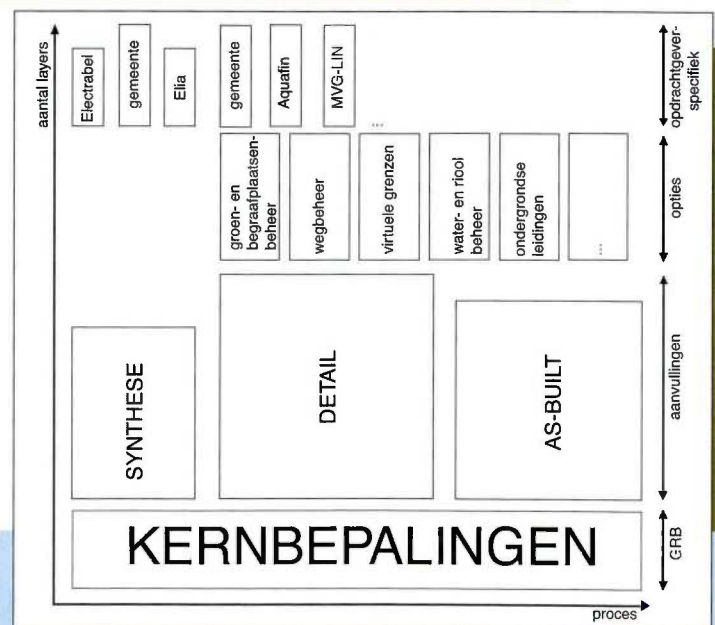 aantal layers
Electrabel
gemeente
Elia
gemeente
Aquafin
MVG-LIN
...
opdrachtgever-
specifiek
groen- en
begraafplaatsen-
beheer
wegbeheer
virtuele grenzen
water- en riool
beheer
ondergrondse
leidingen
...
opties
SYNTHESE
DETAIL
AS-BUILT
aanvullingen
KERNBEPALINGEN
GRB
proces